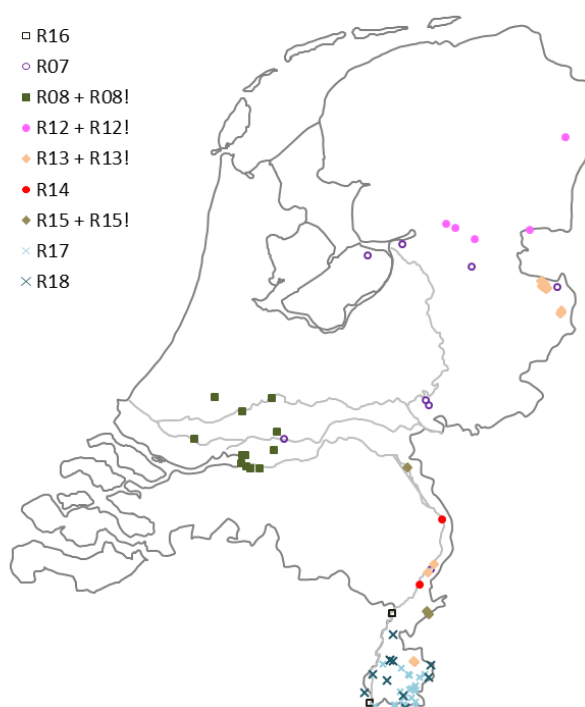 R16
R07
R08 + R08!
R12 + R12!
R13 + R13!
R14
R15 + R15!
R17
R18